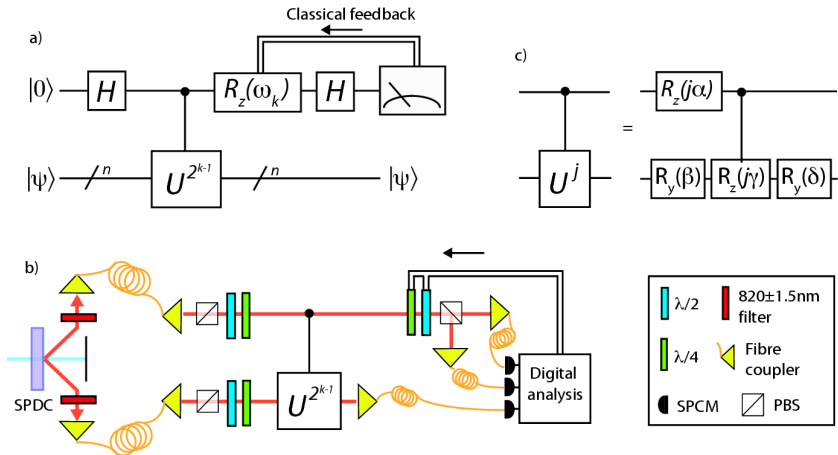 a)
Classical feedback
|0⟩
H
R_z(ω_k)
H
|ψ⟩
n
U^{2^{k-1}}
n
|ψ⟩
c)
U^j
=
R_z(jα)
R_y(β)
R_z(jγ)
R_y(δ)
b)
SPDC
U^{2^{k-1}}
Digital
analysis
λ/2
820±1.5nm
filter
λ/4
Fibre
coupler
SPCM
PBS